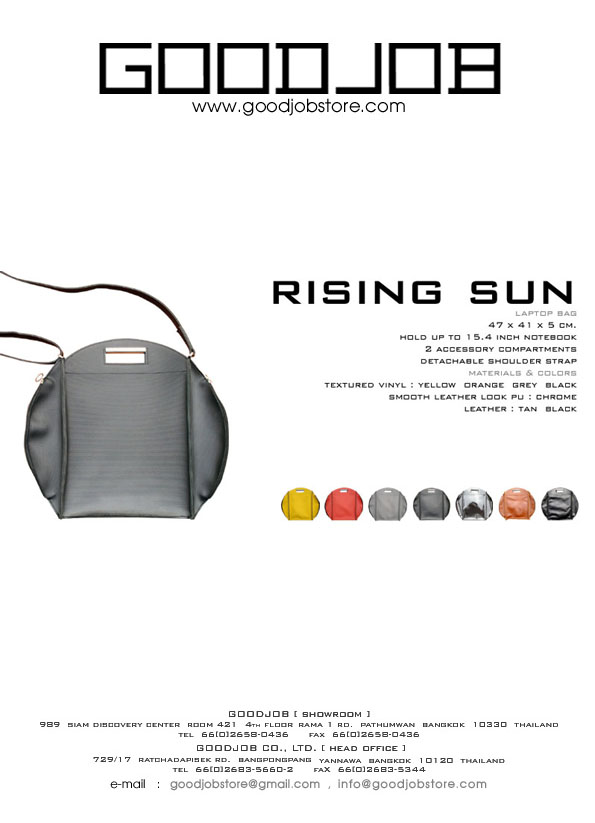 GOODJOB
www.goodjobstore.com
RISING SUN
LAPTOP BAG
47 x 41 x 5 CM.
HOLD UP TO 15.4 INCH NOTEBOOK
2 ACCESSORY COMPARTMENTS
DETACHABLE SHOULDER STRAP
MATERIALS & COLORS
TEXTURED VINYL : YELLOW ORANGE GREY BLACK
SMOOTH LEATHER LOOK PU : CHROME
LEATHER : TAN BLACK
GOODJOB [ SHOWROOM ]
989 SIAM DISCOVERY CENTER ROOM 421 4TH FLOOR RAMA 1 RD. PATHUMWAN BANGKOK 10330 THAILAND
TEL 66(0)2658-0436 FAX 66(0)2658-0436
GOODJOB CO., LTD. [ HEAD OFFICE ]
729/17 RATCHADAPISEK RD. BANGPONGPANG YANNAWA BANGKOK 10120 THAILAND
TEL 66(0)2683-5660-2 FAX 66(0)2683-5344
e-mail : goodjobstore@gmail.com , info@goodjobstore.com